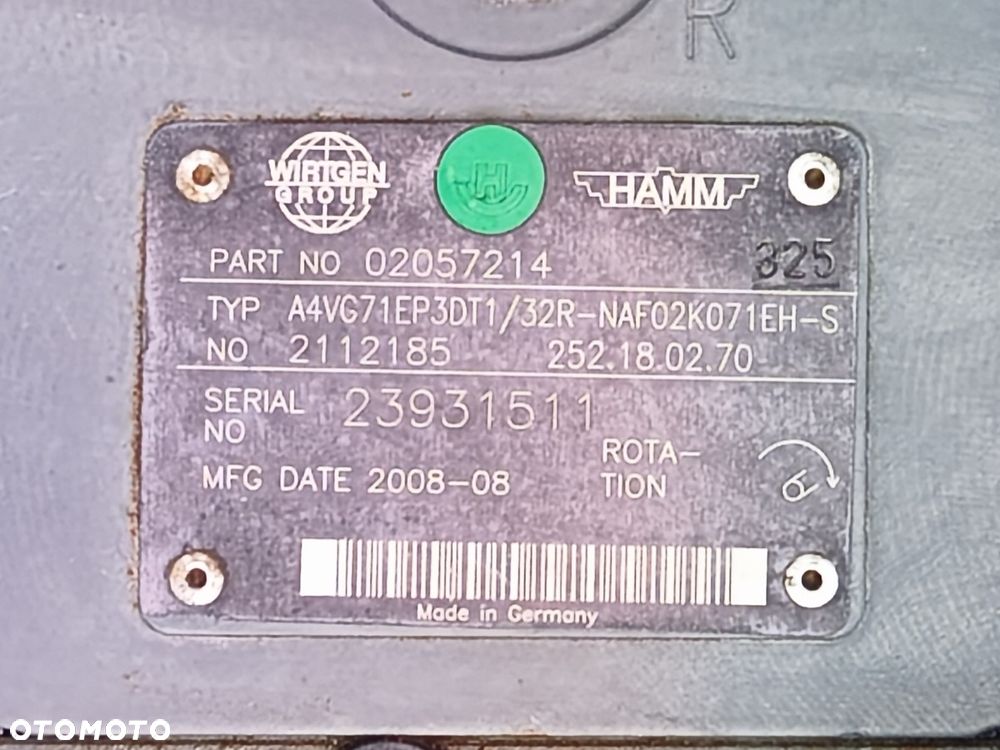 R
WIRTGEN
GROUP
H
HAMM
PART NO 02057214
325
TYP A4VG71EP3DT1/32R-NAF02K071EH-S
NO 2112185 252.18.02.70
SERIAL NO 23931511
MFG DATE 2008-08
ROTA-
TION
Made in Germany
OTOMOTO